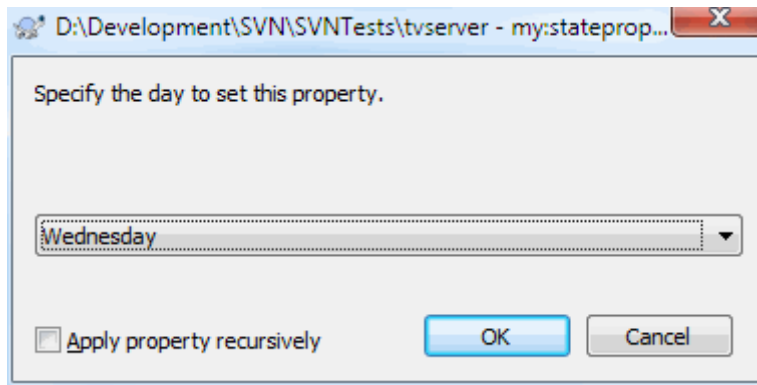 D:\Development\SVN\SVNTests\tvserver - my:stateprop...
Specify the day to set this property.
Wednesday
Apply property recursively
OK
Cancel